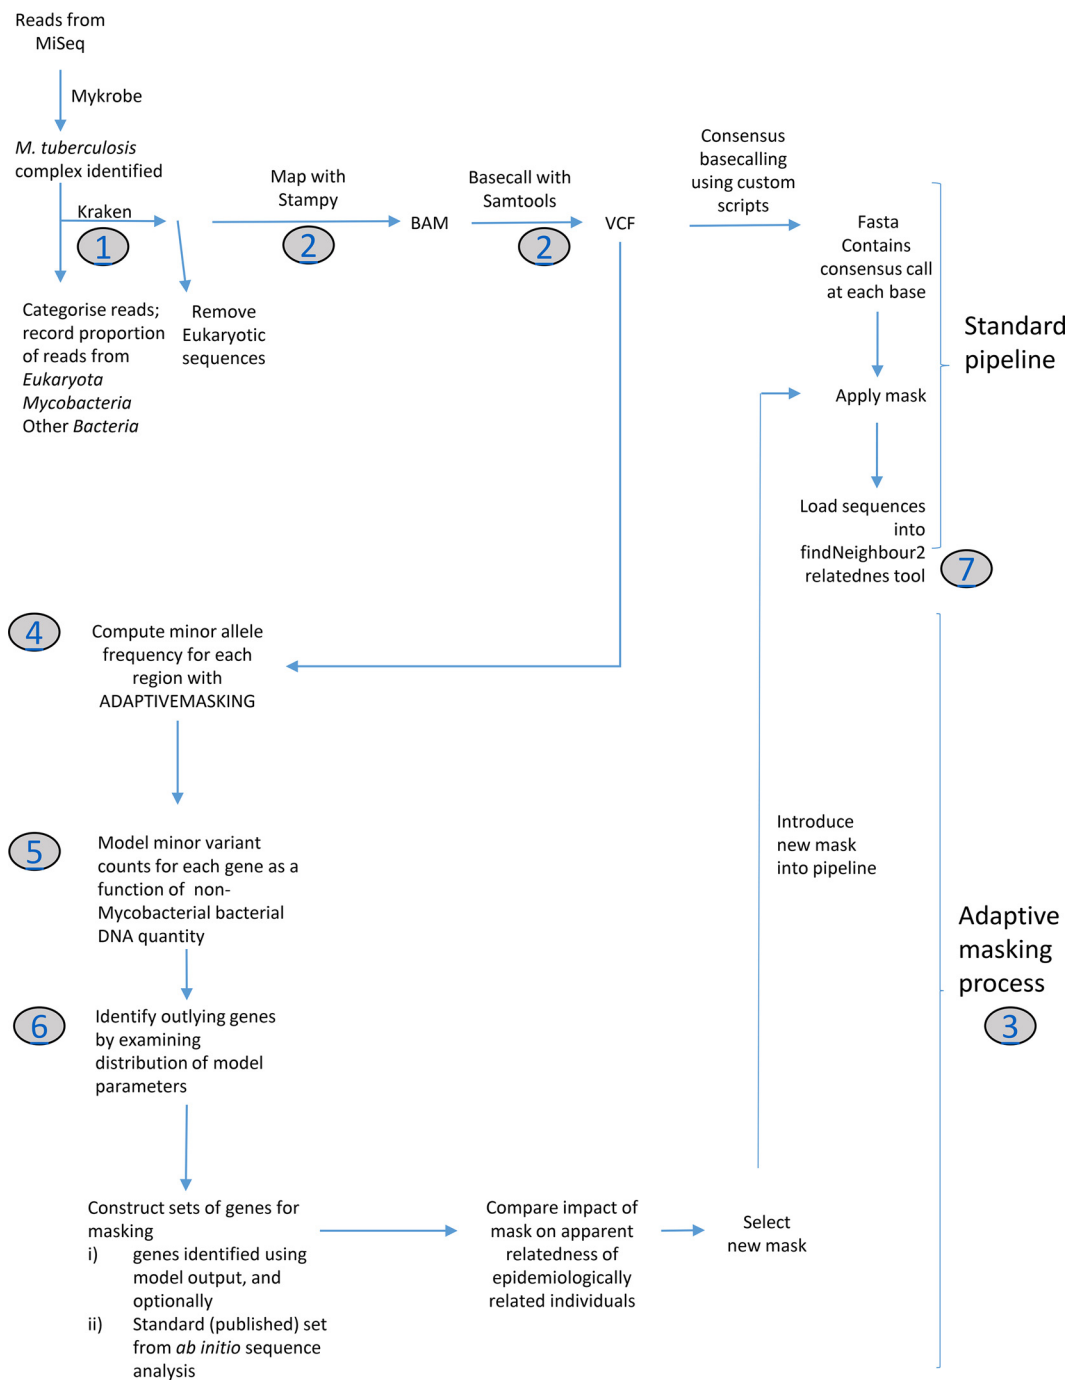 Reads from
MiSeq
Mykrobe
M. tuberculosis
complex identified
Kraken
1
Categorise reads;
record proportion
of reads from
Eukaryota
Mycobacteria
Other Bacteria
Remove
Eukaryotic
sequences
Map with
Stampy
2
BAM
Basecall with
Samtools
2
VCF
Consensus
basecalling
using custom
scripts
Fasta
Contains
consensus call
at each base
Apply mask
Load sequences
into
findNeighbour2
relatednes tool
7
Standard
pipeline
4
Compute minor allele
frequency for each
region with
ADAPTIVEMASKING
5
Model minor variant
counts for each gene as a
function of non-
Mycobacterial bacterial
DNA quantity
6
Identify outlying genes
by examining
distribution of model
parameters
Construct sets of genes for
masking
i) genes identified using
model output, and
optionally
ii) Standard (published) set
from ab initio sequence
analysis
Compare impact of
mask on apparent
relatedness of
epidemiologically
related individuals
Select
new mask
Introduce
new mask
into pipeline
Adaptive
masking
process
3